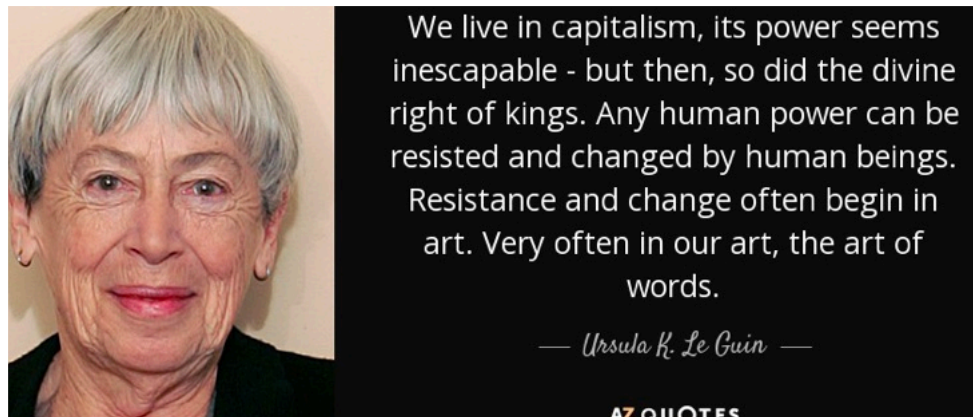 We live in capitalism, its power seems
inescapable - but then, so did the divine
right of kings. Any human power can be
resisted and changed by human beings.
Resistance and change often begin in
art. Very often in our art, the art of
words.
— Ursula K. Le Guin —
AZ QUOTES